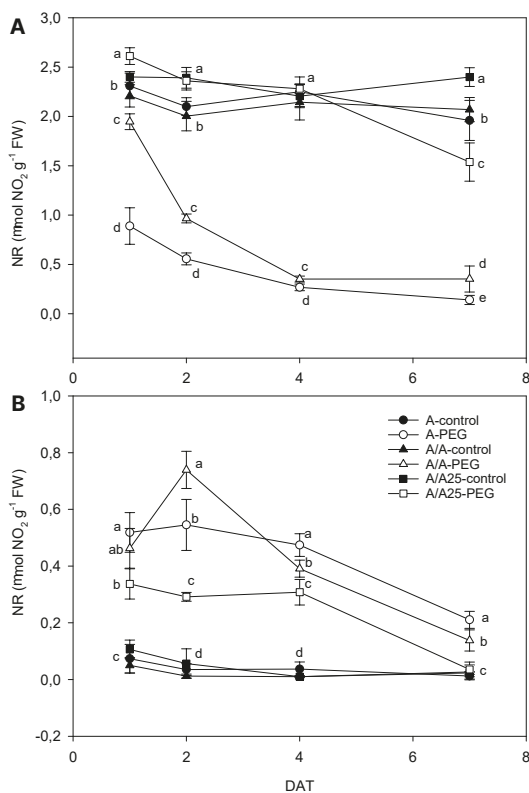 A
NR (mmol NO2 g-1 FW)
3,0
2,5
2,0
1,5
1,0
0,5
0,0
a
b
c
d
a
b
c
d
a
c
d
a
b
c
d
e
0
2
4
6
8
B
NR (mmol NO2 g-1 FW)
1,0
0,8
0,6
0,4
0,2
0,0
-0,2
A-control
A-PEG
A/A-control
A/A-PEG
A/A25-control
A/A25-PEG
a
ab
b
c
a
b
c
d
a
b
c
d
a
b
c
0
2
4
6
8
DAT